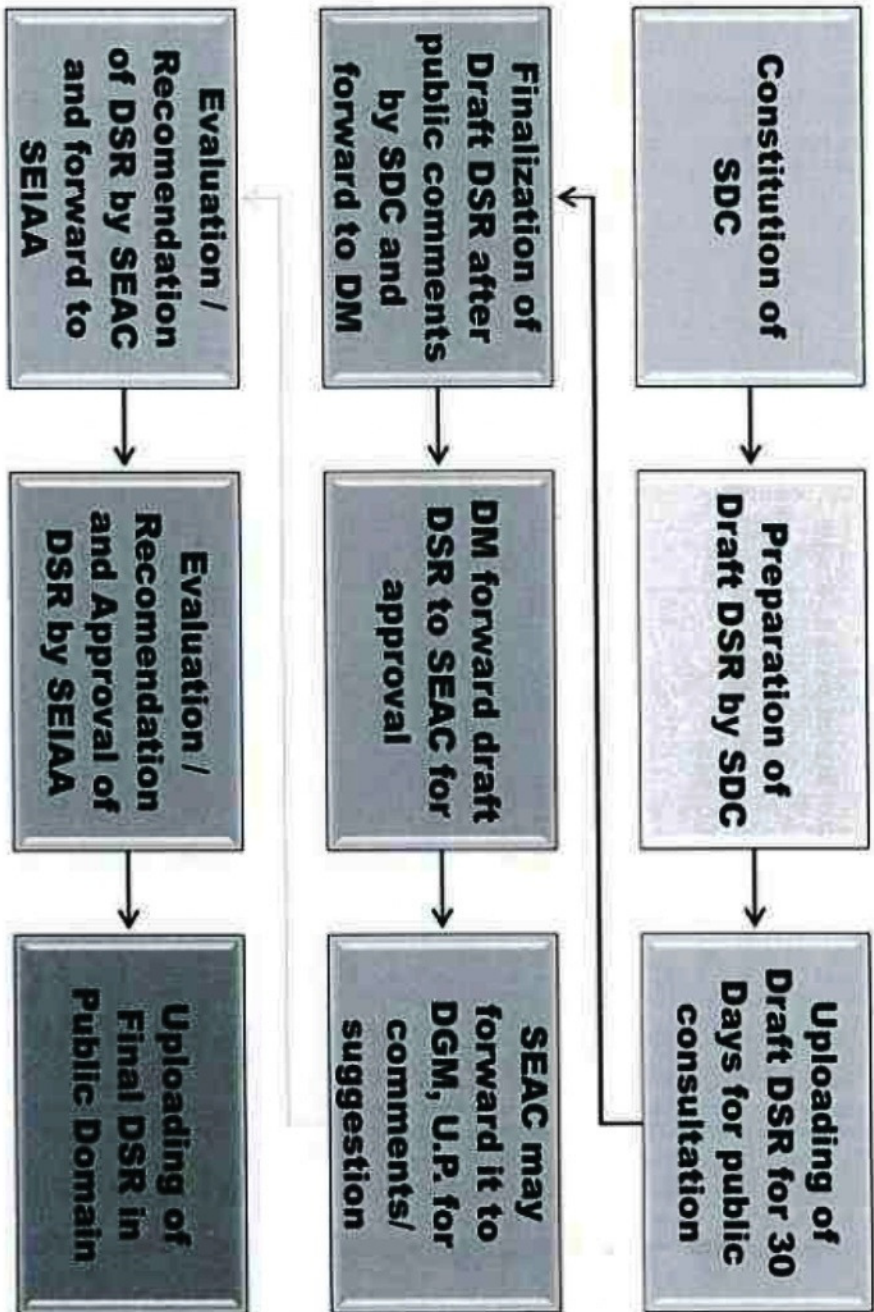 Constitution of
SDC
Preparation of
Draft DSR by SDC
Uploading of
Draft DSR for 30
Days for public
consultation
Finalization of
Draft DSR after
public comments
by SDC and
forward to DM
DM forward draft
DSR to SEAC for
approval
SEAC may
forward it to
DGM, U.P. for
comments/
suggestion
Evaluation /
Recomendation
of DSR by SEAC
and forward to
SEIAA
Evaluation /
Recomendation
and Approval of
DSR by SEIAA
Uploading of
Final DSR in
Public Domain